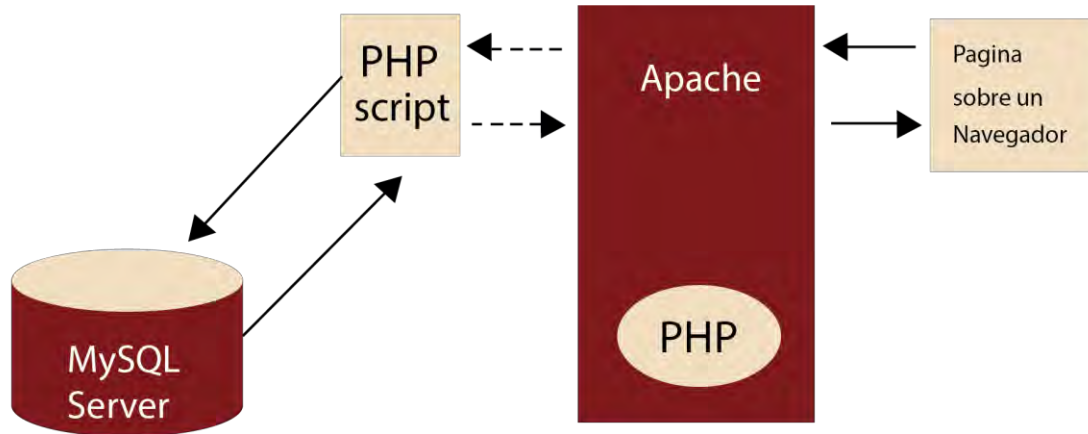 PHP
script
Apache
Pagina
sobre un
Navegador
PHP
MySQL
Server